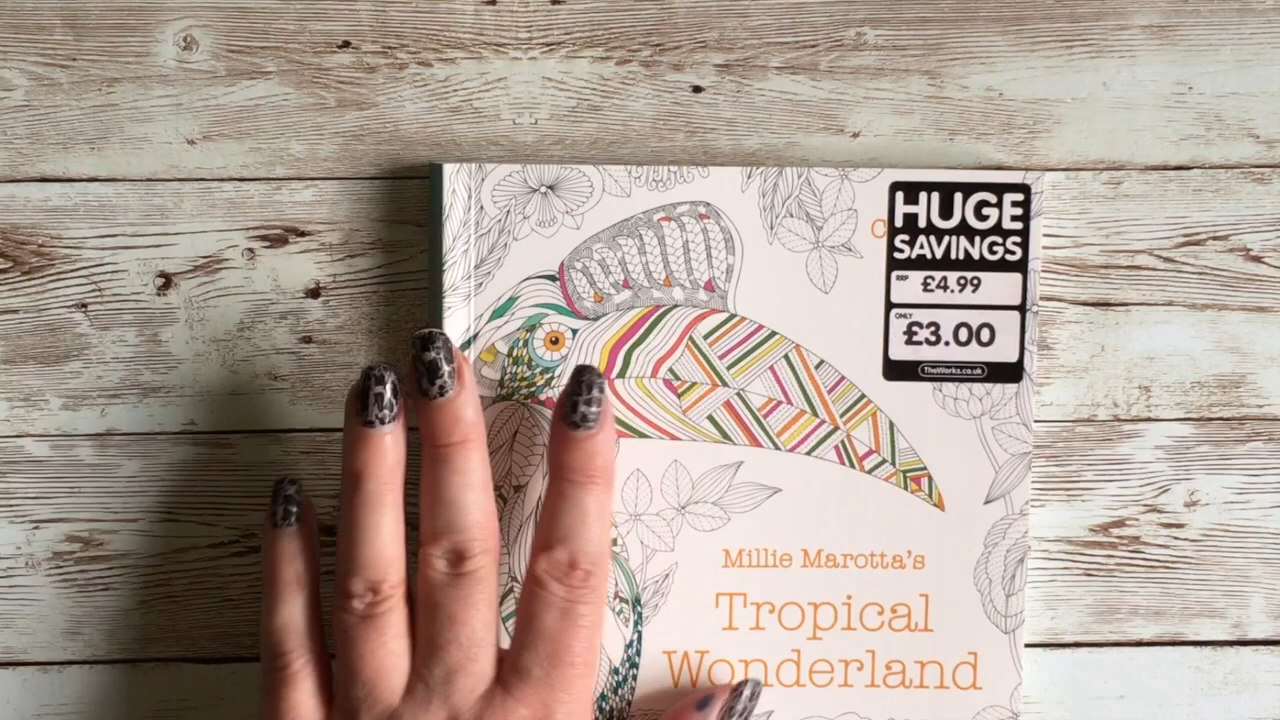 C
HUGE
SAVINGS
RRP £4.99
ONLY
£3.00
TheWorks.co.uk
Millie Marotta's
Tropical
Wonderland